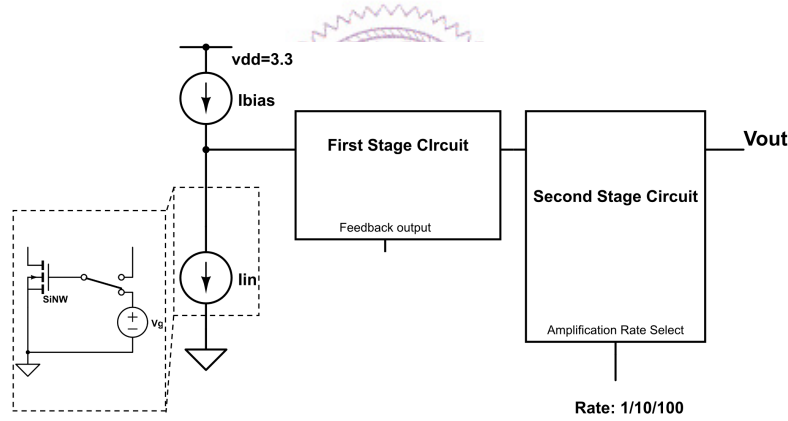 vdd=3.3
Ibias
First Stage CIrcuit
Feedback output
Second Stage Circuit
Amplification Rate Select
Vout
Iin
SiNW
Vg
Rate: 1/10/100